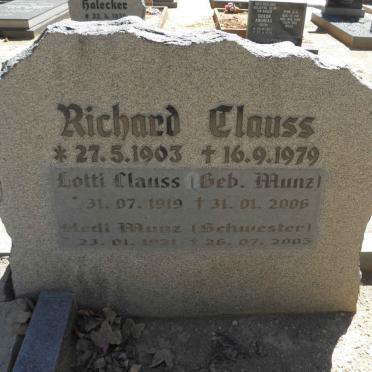 Halecker
Richard Clauss
* 27.5.1903 † 16.9.1979
Lotti Clauss (Geb. Munz)
* 31. 07. 1919 † 31. 01. 2006
Hedi Munz (Schwester)
* 23. 01. 1921 † 26. 07. 2005